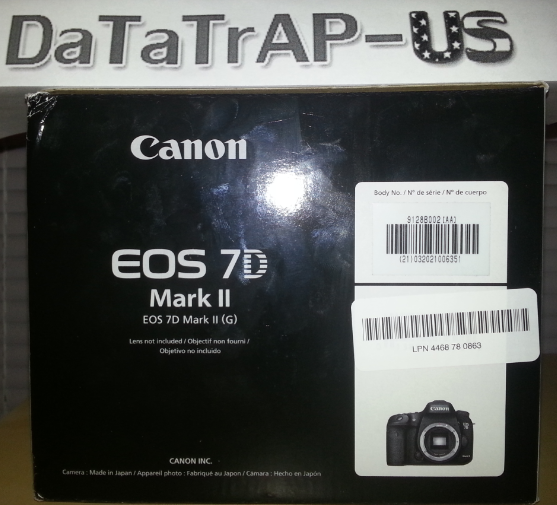 DaTaTrAP-US
Canon
EOS 7D
Mark II
EOS 7D Mark II (G)
Lens not included / Objectif non fourni /
Objetivo no incluido
CANON INC.
Camera : Made in Japan / Appareil photo : Fabriqué au Japon / Cámara : Hecho en Japón
Body No. / N° de série / N° de cuerpo
9128B002[AA]
(21)032021006351
LPN 4468 78 0863
Canon